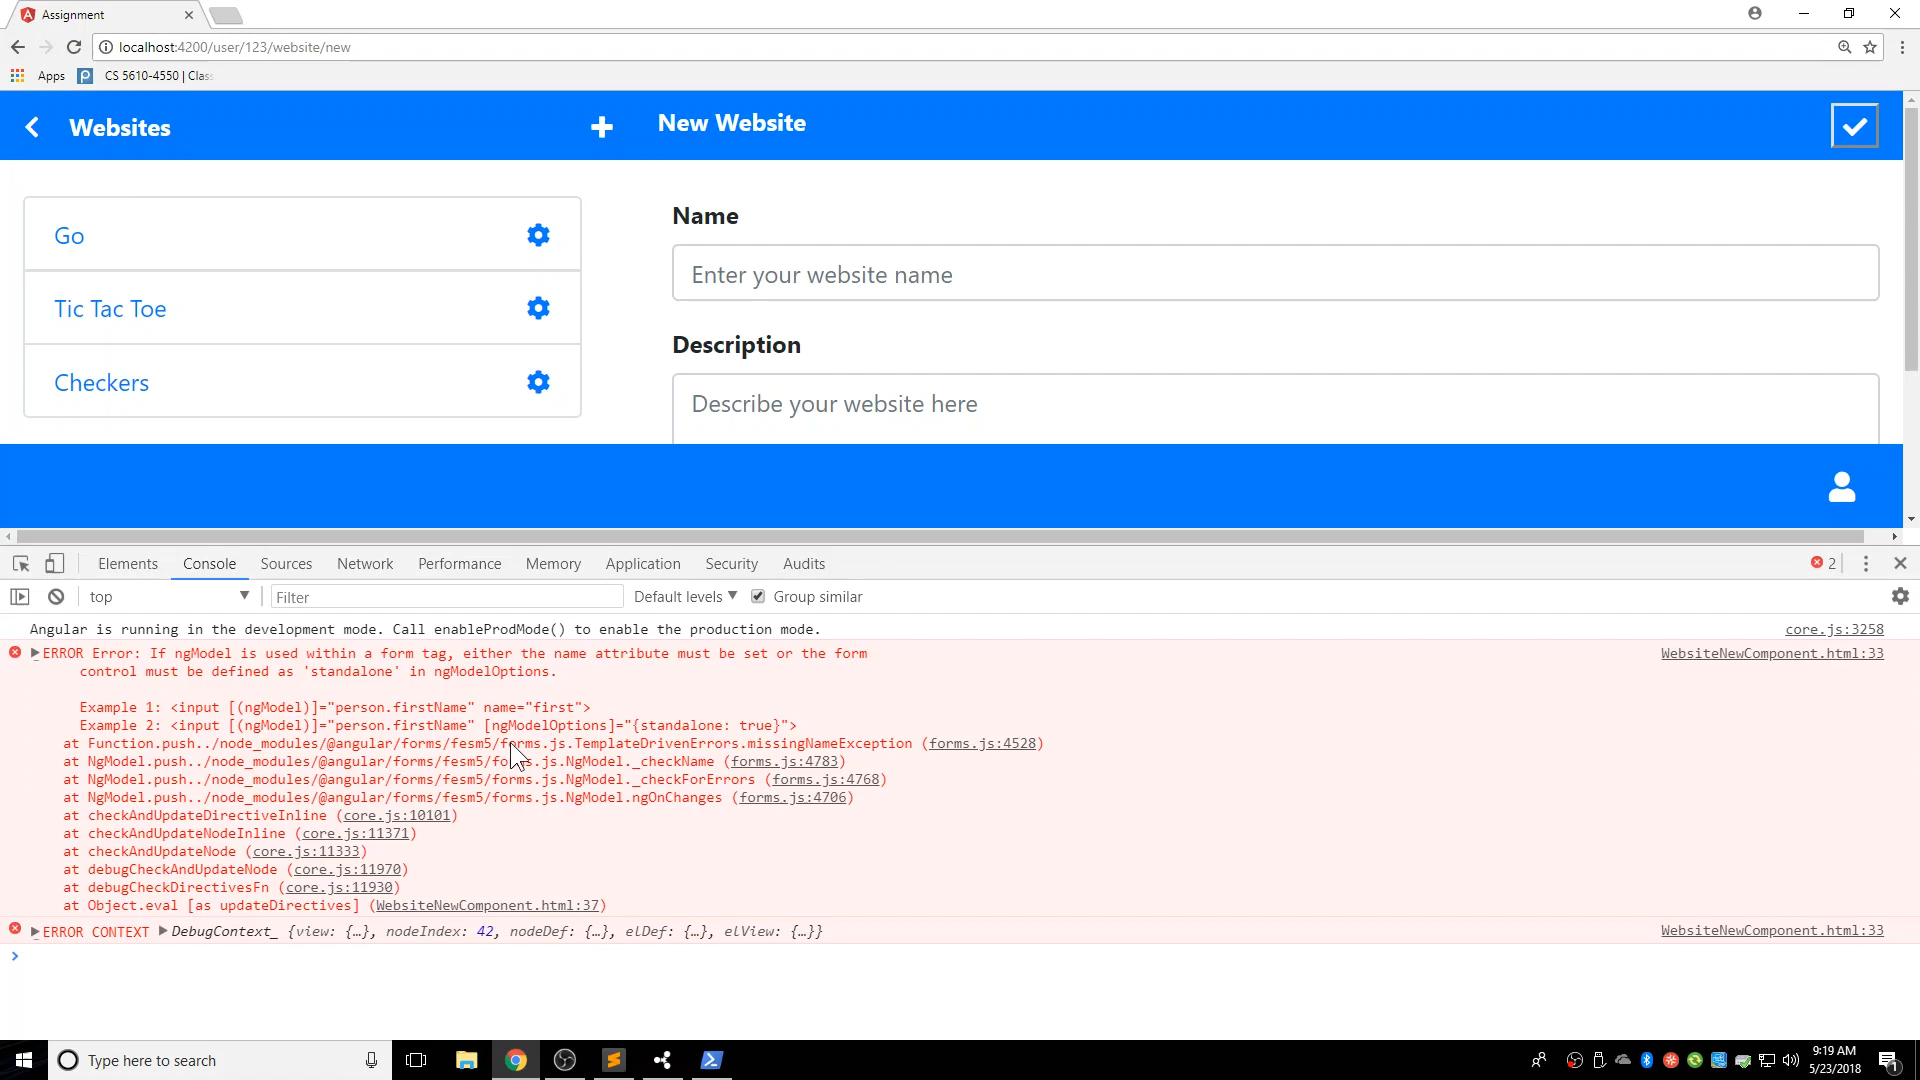 Assignment
localhost:4200/user/123/website/new
Apps
CS 5610-4550 | Clas
Websites
New Website
Go
Tic Tac Toe
Checkers
Name
Enter your website name
Description
Describe your website here
Elements
Console
Sources
Network
Performance
Memory
Application
Security
Audits
2
top
Filter
Default levels
Group similar
Angular is running in the development mode. Call enableProdMode() to enable the production mode.
core.js:3258
ERROR Error: If ngModel is used within a form tag, either the name attribute must be set or the form
WebsiteNewComponent.html:33
control must be defined as 'standalone' in ngModelOptions.
Example 1: <input [(ngModel)]="person.firstName" name="first">
Example 2: <input [(ngModel)]="person.firstName" [ngModelOptions]="{standalone: true}">
at Function.push../node_modules/@angular/forms/fesm5/forms.js.TemplateDrivenErrors.missingNameException (forms.js:4528)
at NgModel.push../node_modules/@angular/forms/fesm5/forms.js.NgModel._checkName (forms.js:4783)
at NgModel.push../node_modules/@angular/forms/fesm5/forms.js.NgModel._checkForErrors (forms.js:4768)
at NgModel.push../node_modules/@angular/forms/fesm5/forms.js.NgModel.ngOnChanges (forms.js:4706)
at checkAndUpdateDirectiveInline (core.js:10101)
at checkAndUpdateNodeInline (core.js:11371)
at checkAndUpdateNode (core.js:11333)
at debugCheckAndUpdateNode (core.js:11970)
at debugCheckDirectivesFn (core.js:11930)
at Object.eval [as updateDirectives] (WebsiteNewComponent.html:37)
ERROR CONTEXT DebugContext_ {view: {…}, nodeIndex: 42, nodeDef: {…}, elDef: {…}, elView: {…}}
WebsiteNewComponent.html:33
Type here to search
9:19 AM
5/23/2018
1